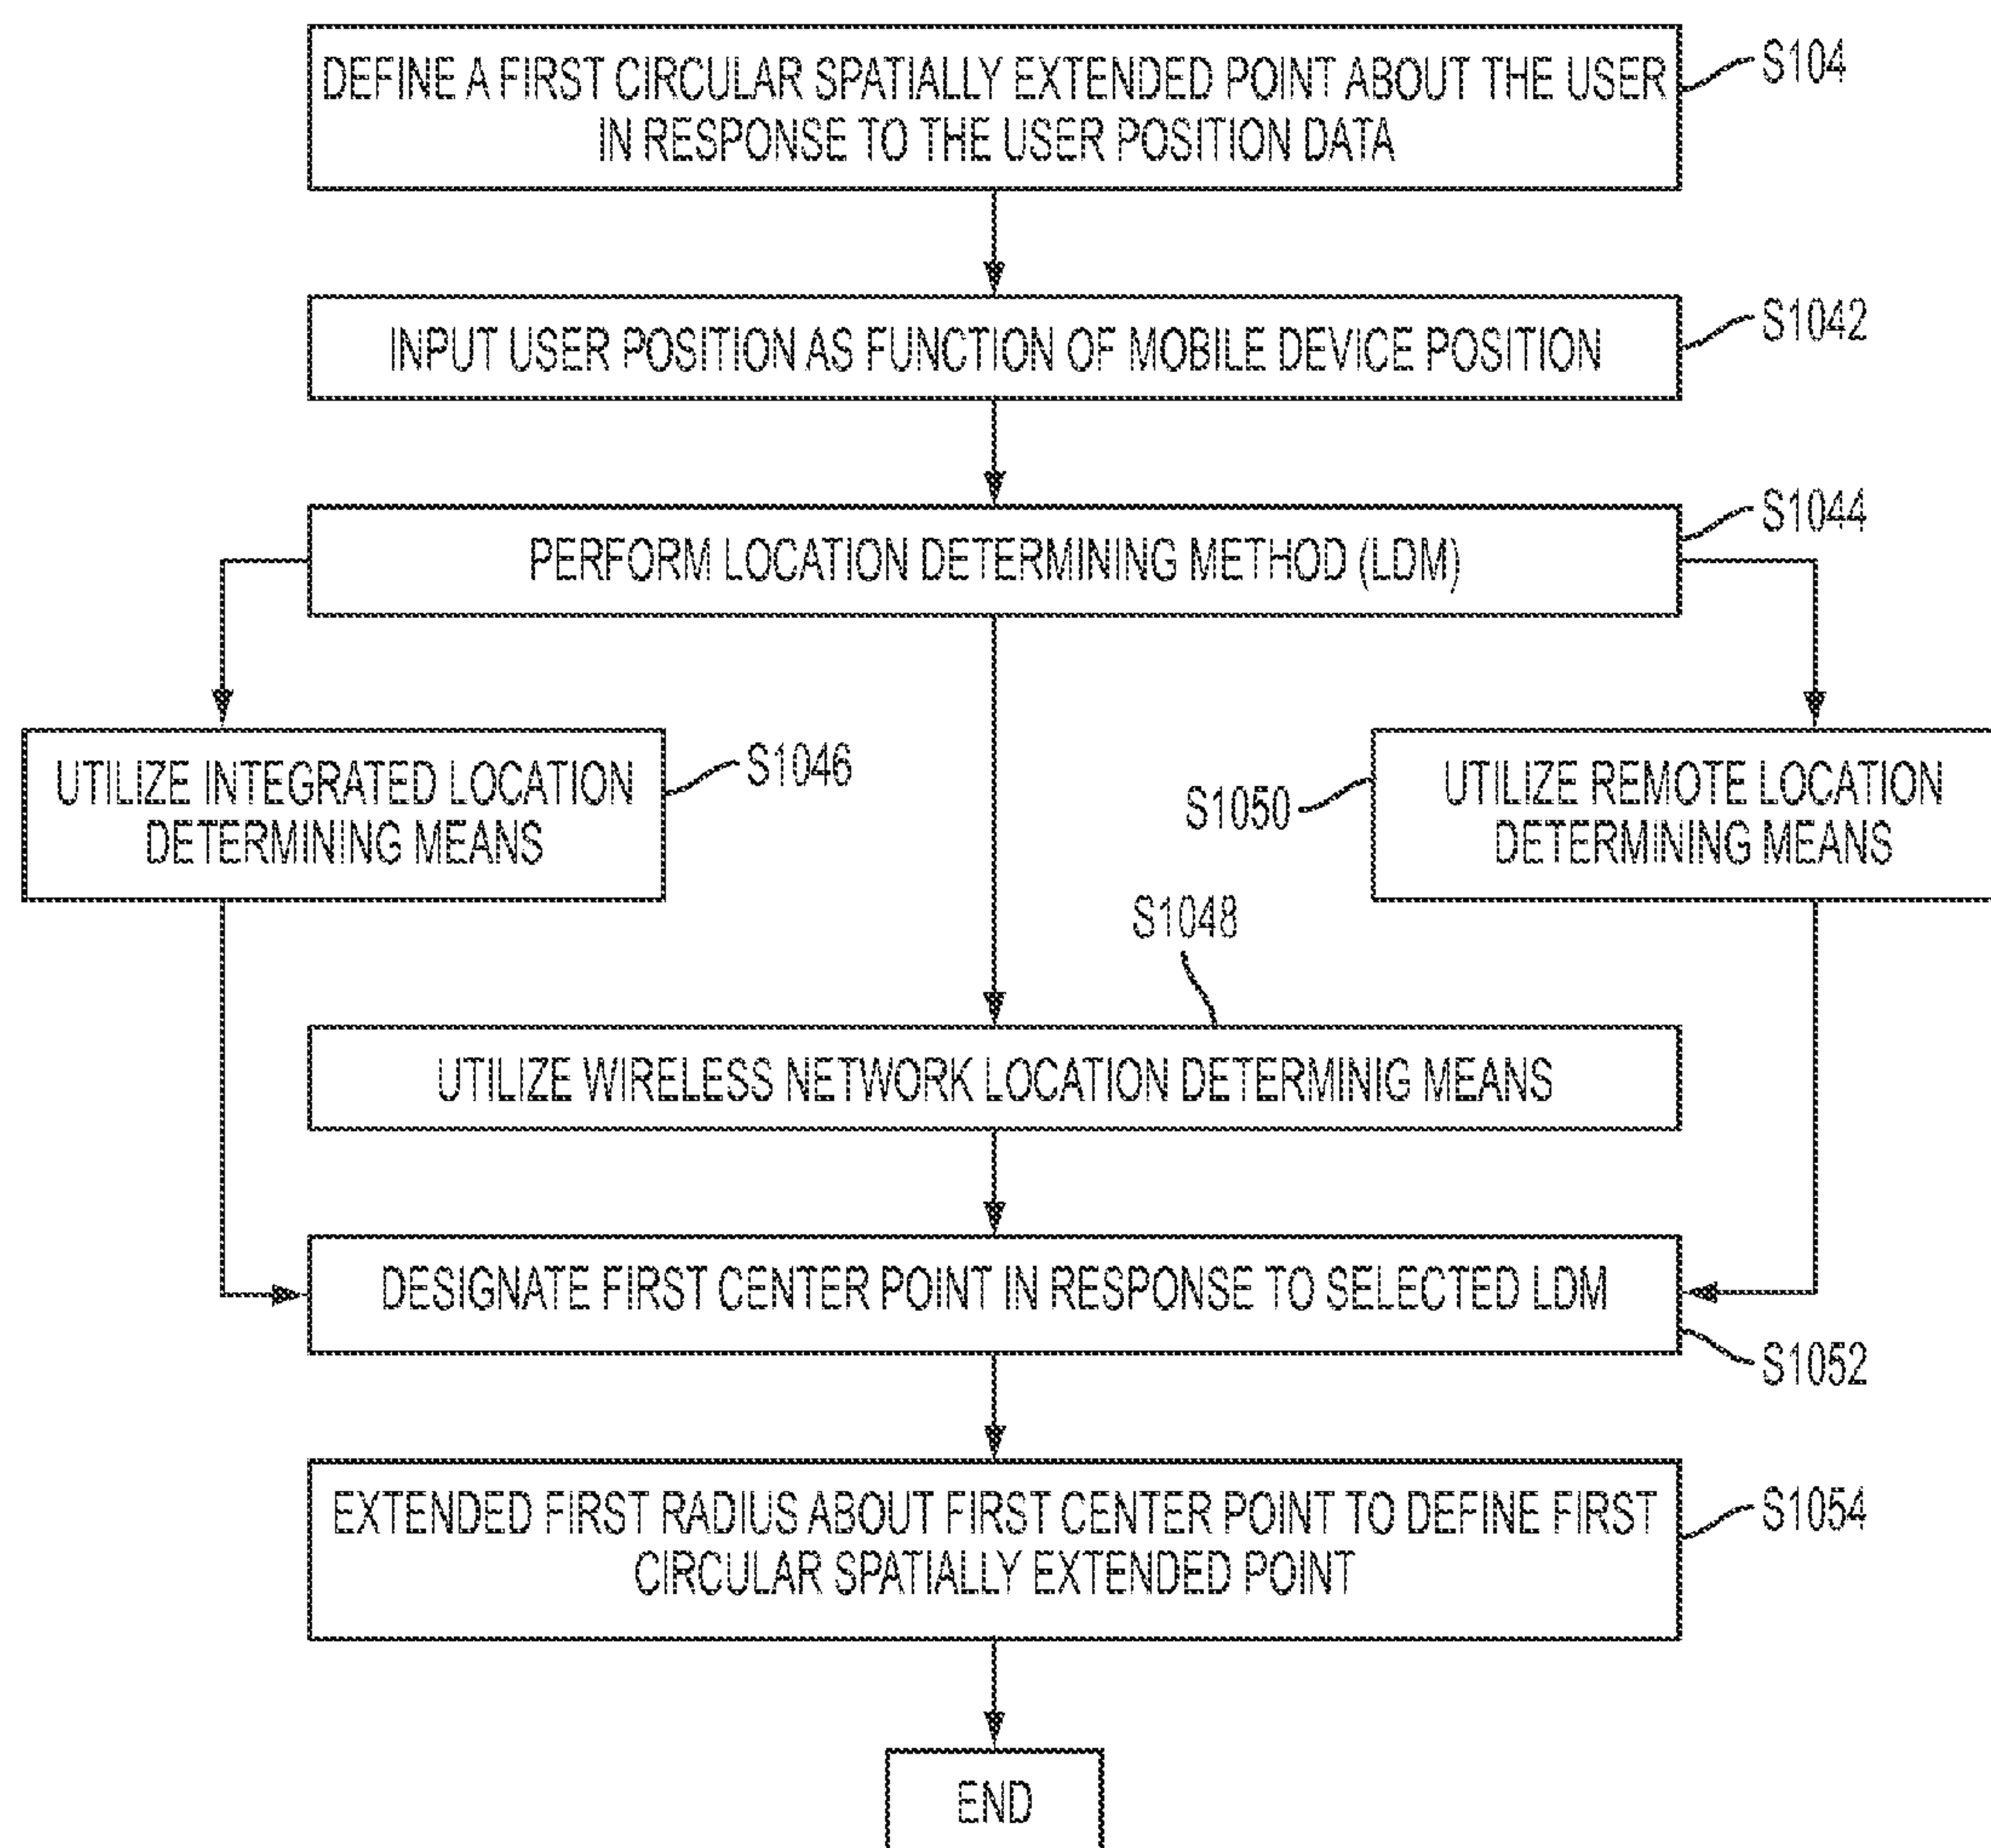 DEFINE A FIRST CIRCULAR SPATIALLY EXTENDED POINT ABOUT THE USER
IN RESPONSE TO THE USER POSITION DATA
S104
INPUT USER POSITION AS FUNCTION OF MOBILE DEVICE POSITION
S1042
PERFORM LOCATION DETERMINING METHOD (LDM)
S1044
UTILIZE INTEGRATED LOCATION
DETERMINING MEANS
S1046
S1050
UTILIZE REMOTE LOCATION
DETERMINING MEANS
S1048
UTILIZE WIRELESS NETWORK LOCATION DETERMINIG MEANS
DESIGNATE FIRST CENTER POINT IN RESPONSE TO SELECTED LDM
S1052
EXTENDED FIRST RADIUS ABOUT FIRST CENTER POINT TO DEFINE FIRST
CIRCULAR SPATIALLY EXTENDED POINT
S1054
END